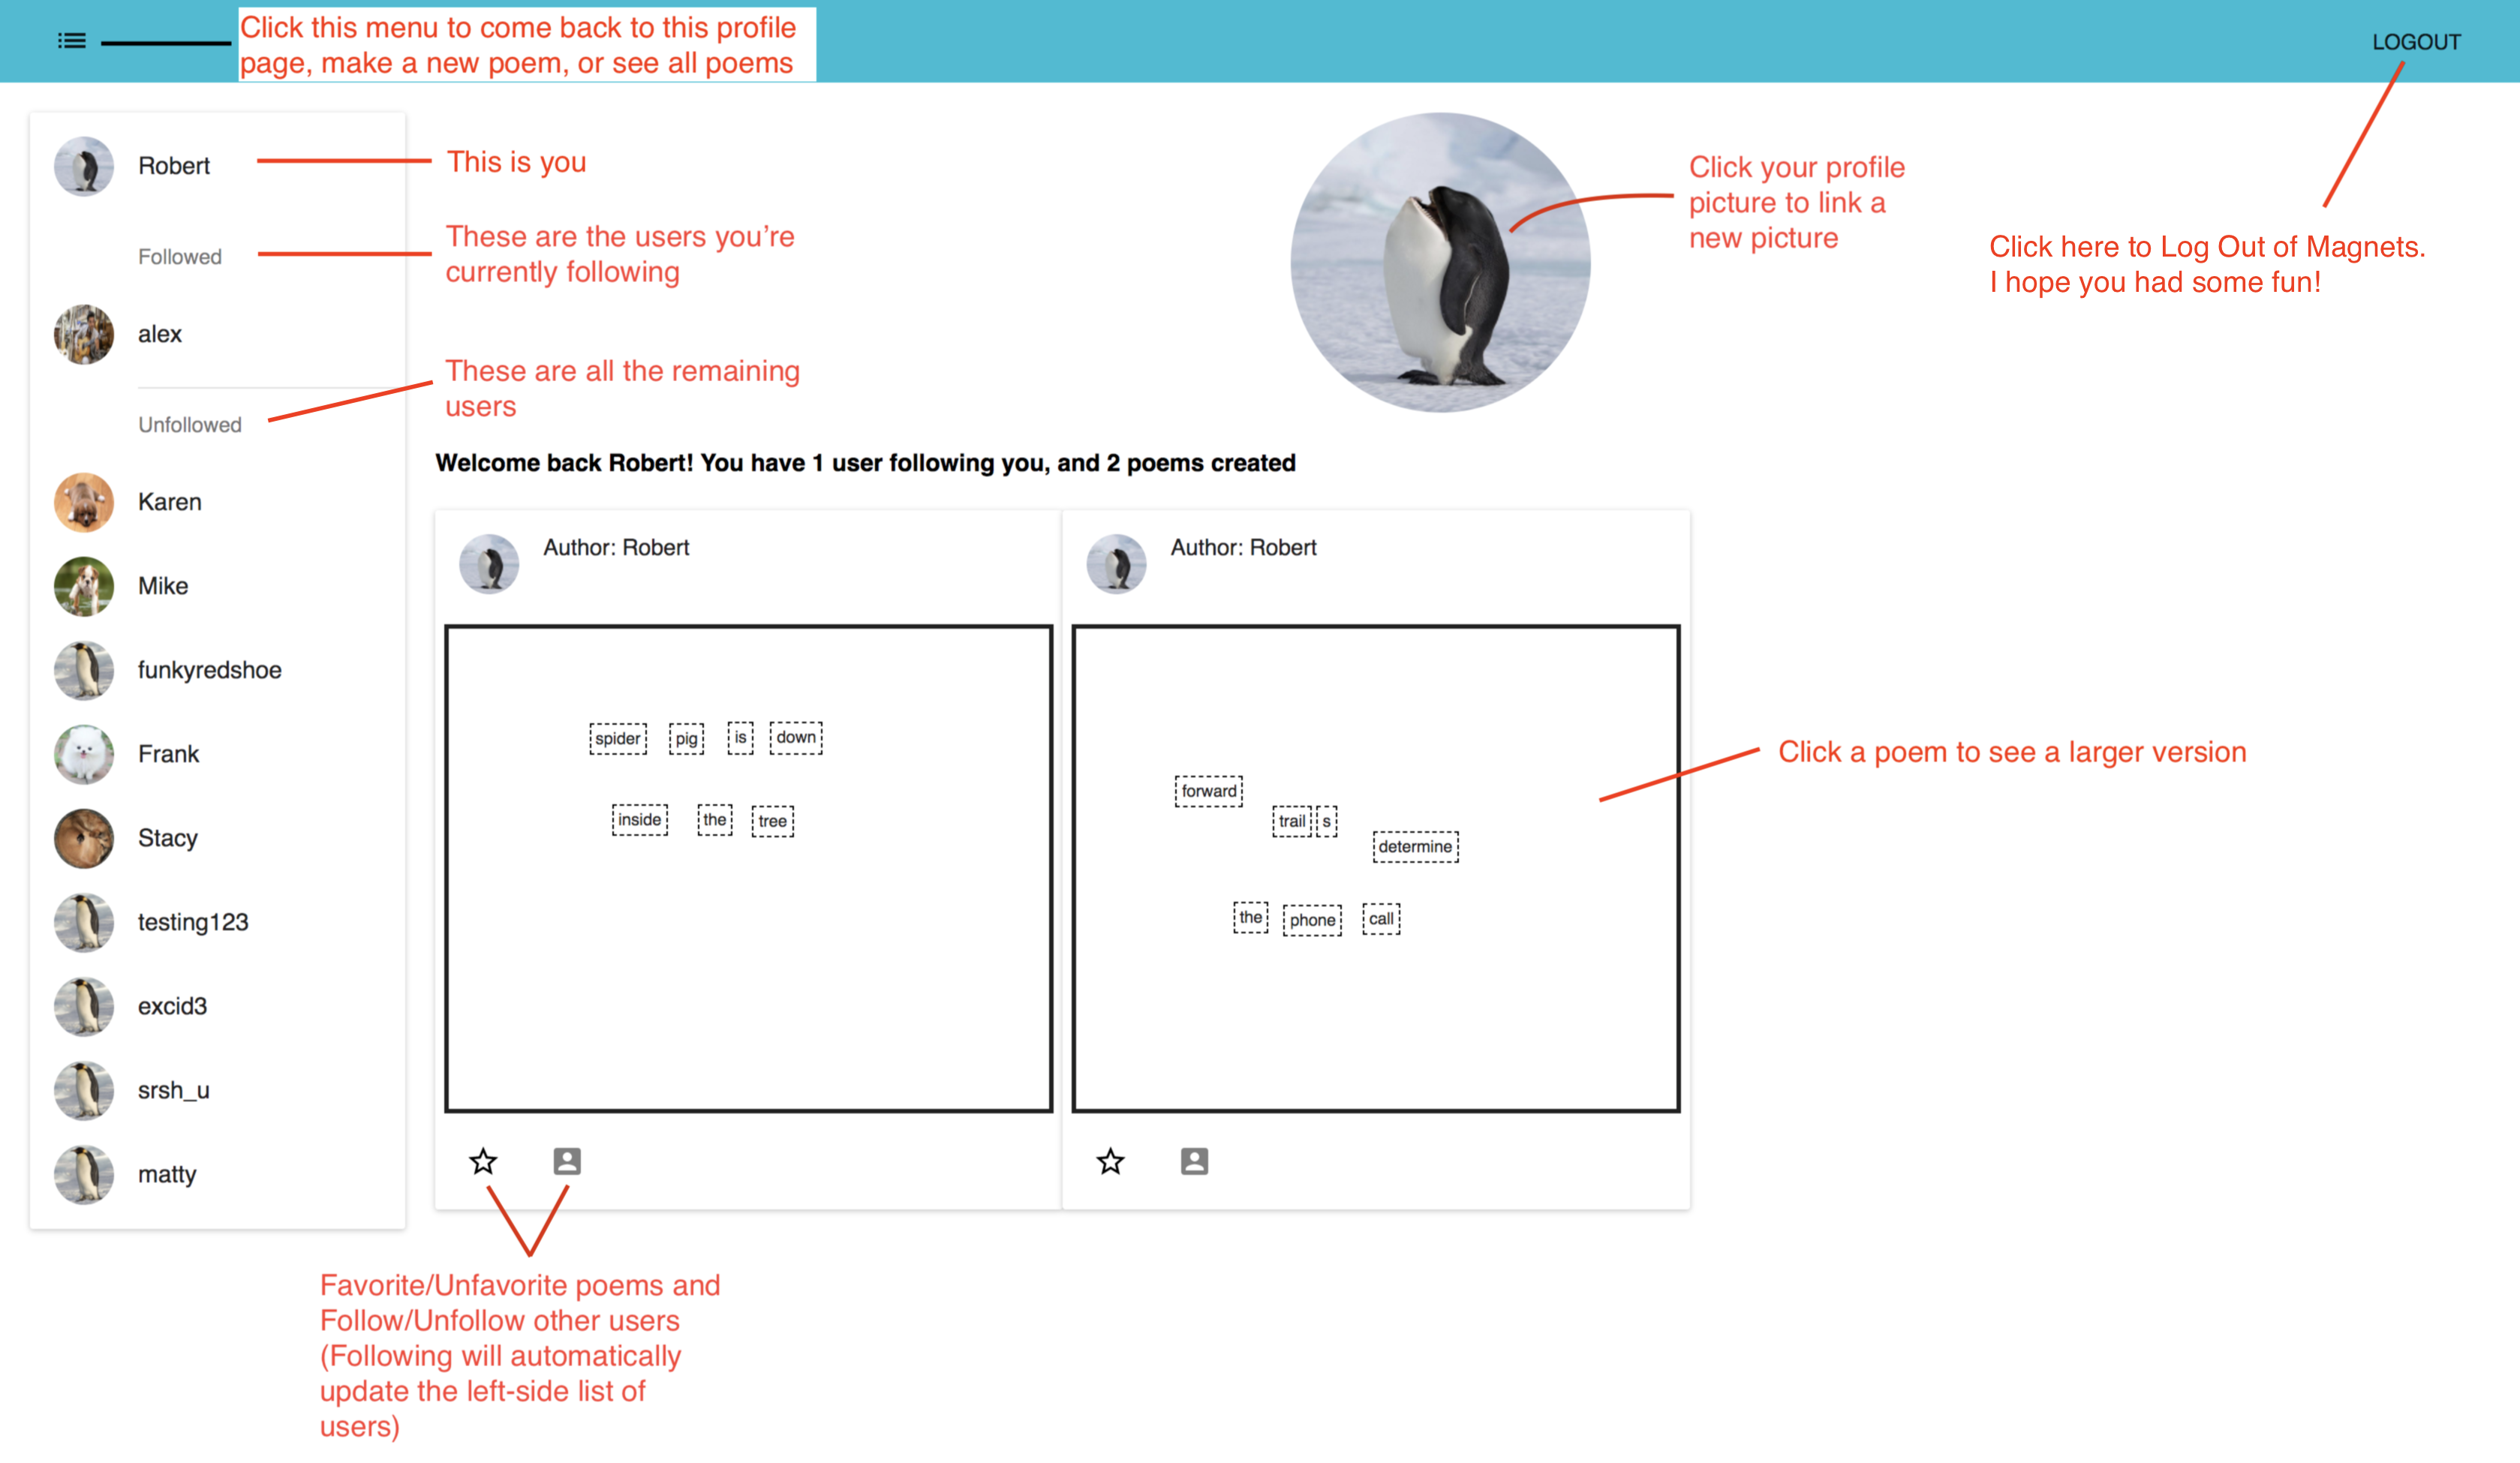 Click this menu to come back to this profile
page, make a new poem, or see all poems
LOGOUT
Robert
This is you
Followed
These are the users you’re
currently following
alex
These are all the remaining
users
Unfollowed
Click your profile
picture to link a
new picture
Click here to Log Out of Magnets.
I hope you had some fun!
Welcome back Robert! You have 1 user following you, and 2 poems created
Karen
Mike
funkyredshoe
Frank
Stacy
testing123
excid3
srsh_u
matty
Author: Robert
spider pig is down
inside the tree
Author: Robert
forward
trail s
determine
the phone call
Click a poem to see a larger version
Favorite/Unfavorite poems and
Follow/Unfollow other users
(Following will automatically
update the left-side list of
users)